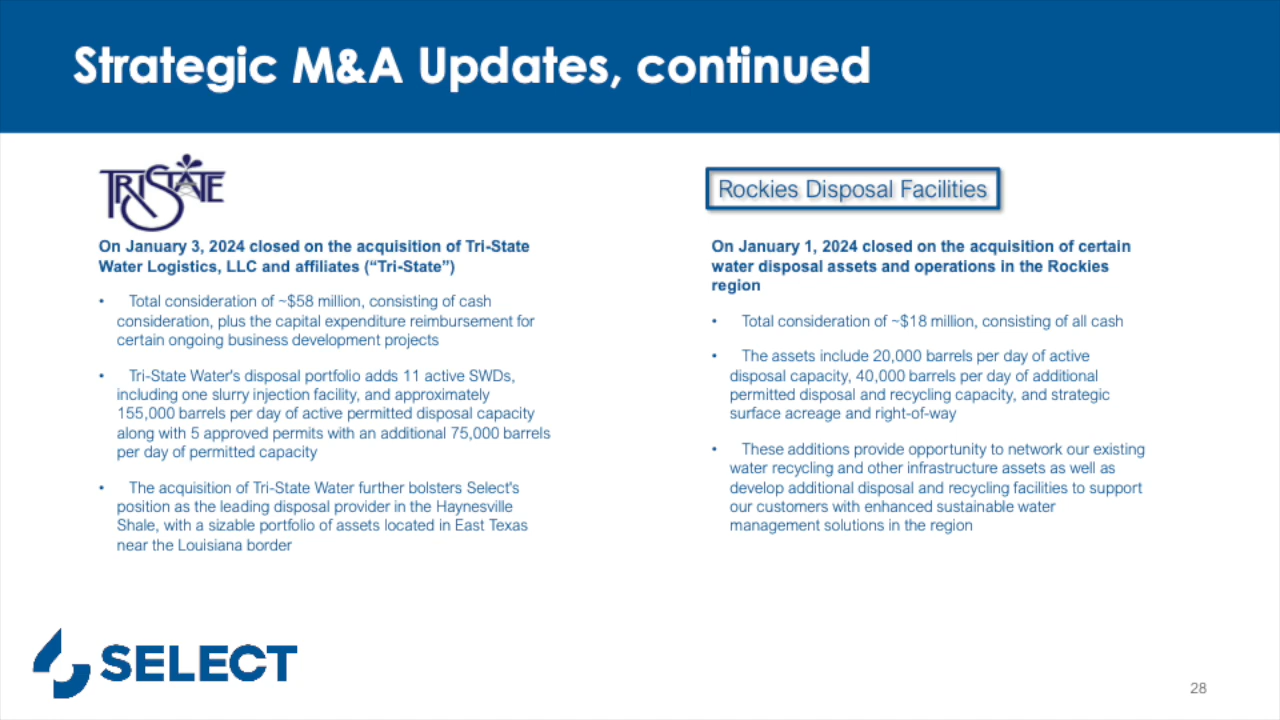 Strategic M&A Updates, continued
TRISTATE
On January 3, 2024 closed on the acquisition of Tri-State
Water Logistics, LLC and affiliates (“Tri-State”)
• Total consideration of ~$58 million, consisting of cash
consideration, plus the capital expenditure reimbursement for
certain ongoing business development projects
• Tri-State Water's disposal portfolio adds 11 active SWDs,
including one slurry injection facility, and approximately
155,000 barrels per day of active permitted disposal capacity
along with 5 approved permits with an additional 75,000 barrels
per day of permitted capacity
• The acquisition of Tri-State Water further bolsters Select's
position as the leading disposal provider in the Haynesville
Shale, with a sizable portfolio of assets located in East Texas
near the Louisiana border
Rockies Disposal Facilities
On January 1, 2024 closed on the acquisition of certain
water disposal assets and operations in the Rockies
region
• Total consideration of ~$18 million, consisting of all cash
• The assets include 20,000 barrels per day of active
disposal capacity, 40,000 barrels per day of additional
permitted disposal and recycling capacity, and strategic
surface acreage and right-of-way
• These additions provide opportunity to network our existing
water recycling and other infrastructure assets as well as
develop additional disposal and recycling facilities to support
our customers with enhanced sustainable water
management solutions in the region
SELECT
28